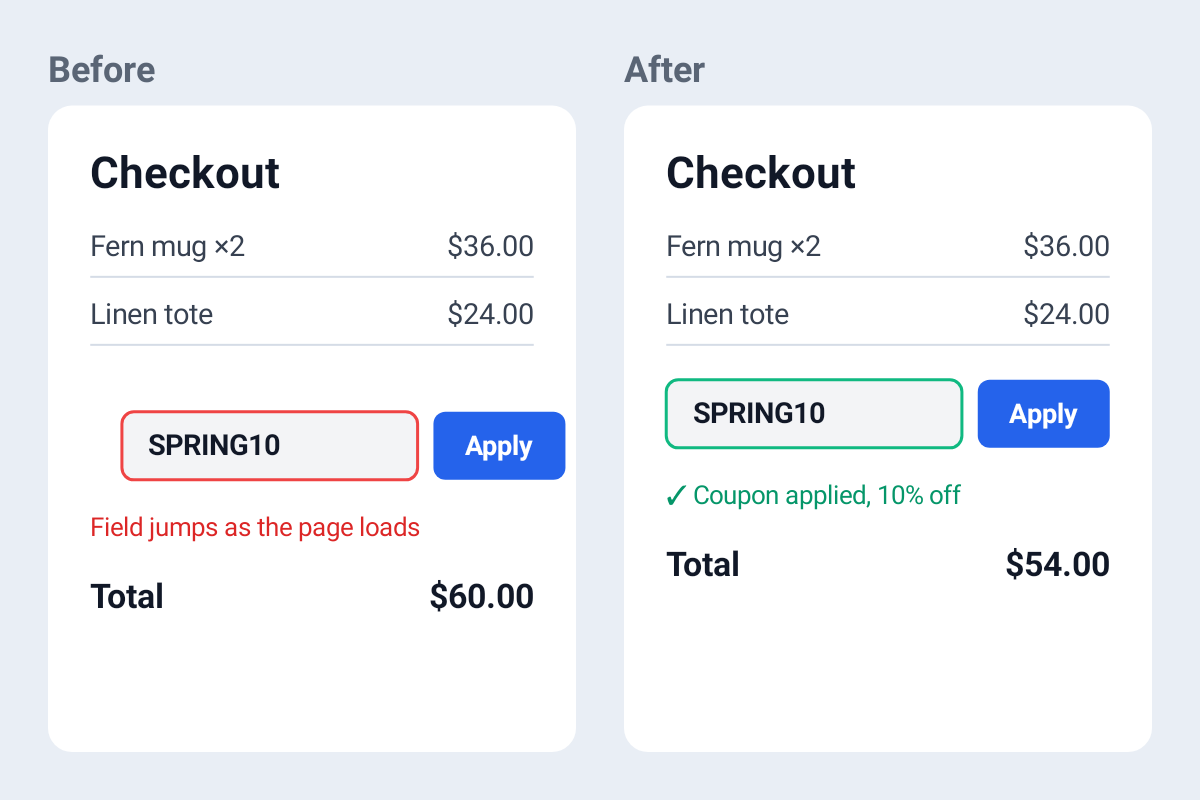 Before
Checkout
Fern mug ×2 $36.00
Linen tote $24.00
SPRING10 Apply
Field jumps as the page loads
Total $60.00
After
Checkout
Fern mug ×2 $36.00
Linen tote $24.00
SPRING10 Apply
✓ Coupon applied, 10% off
Total $54.00